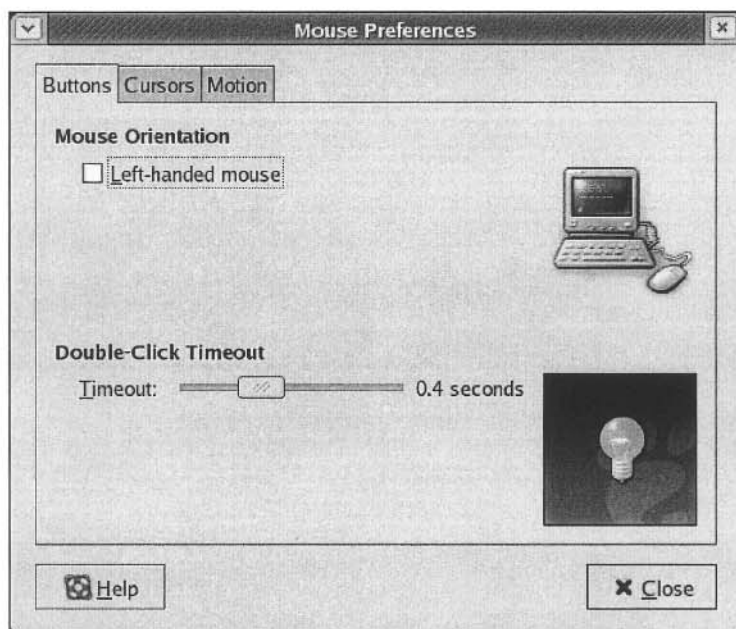 Mouse Preferences
Buttons Cursors Motion
Mouse Orientation
Left-handed mouse
Double-Click Timeout
Timeout: 0.4 seconds
Help Close